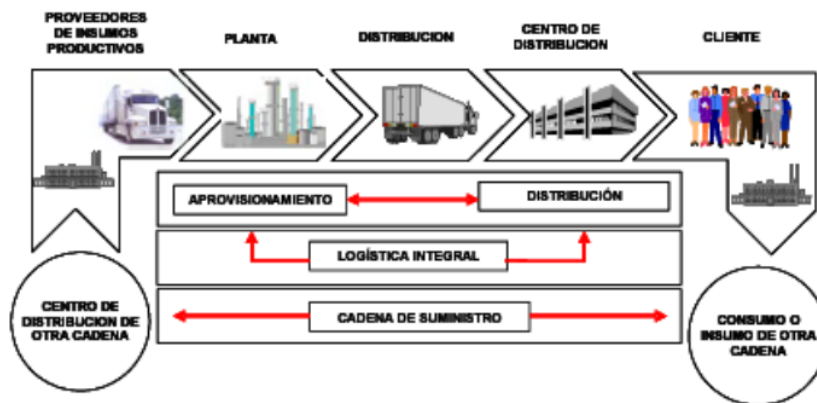 PROVEEDORES
DE INSUMOS
PRODUCTIVOS
PLANTA
DISTRIBUCION
CENTRO DE
DISTRIBUCION
CLIENTE
APROVISIONAMIENTO
DISTRIBUCIÓN
LOGÍSTICA INTEGRAL
CADENA DE SUMINISTRO
CENTRO DE
DISTRIBUCION DE
OTRA CADENA
CONSUMO O
INSUMO DE OTRA
CADENA